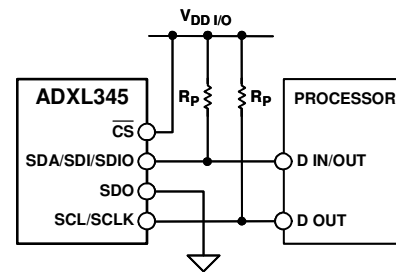 VDD I/O
ADXL345 RP RP PROCESSOR
CS
SDA/SDI/SDIO D IN/OUT
SDO
SCL/SCLK D OUT